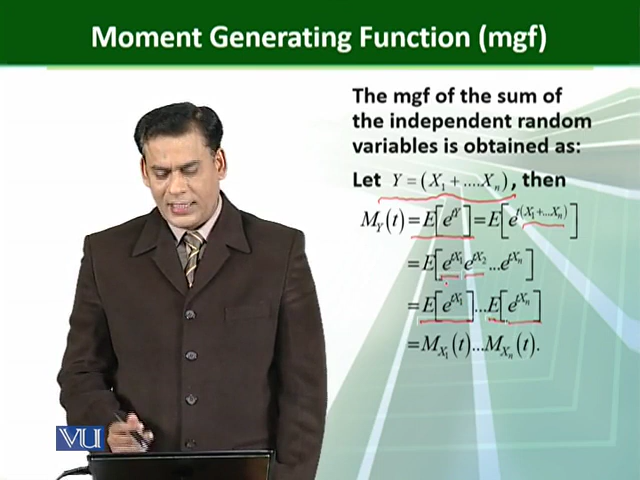 Moment Generating Function (mgf)
The mgf of the sum of
the independent random
variables is obtained as:
Let Y = (X₁ + ....Xₙ), then
M_Y(t) = E[e^{tY}] = E[e^{t(X₁+...Xₙ)}]
= E[e^{tX₁} e^{tX₂} ...e^{tXₙ}]
= E[e^{tX₁}]...E[e^{tXₙ}]
= M_{X₁}(t)...M_{Xₙ}(t).
VU